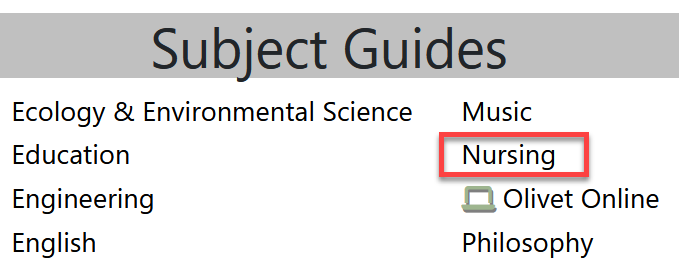 Subject Guides
Ecology & Environmental Science
Education
Engineering
English
Music
Nursing
Olivet Online
Philosophy